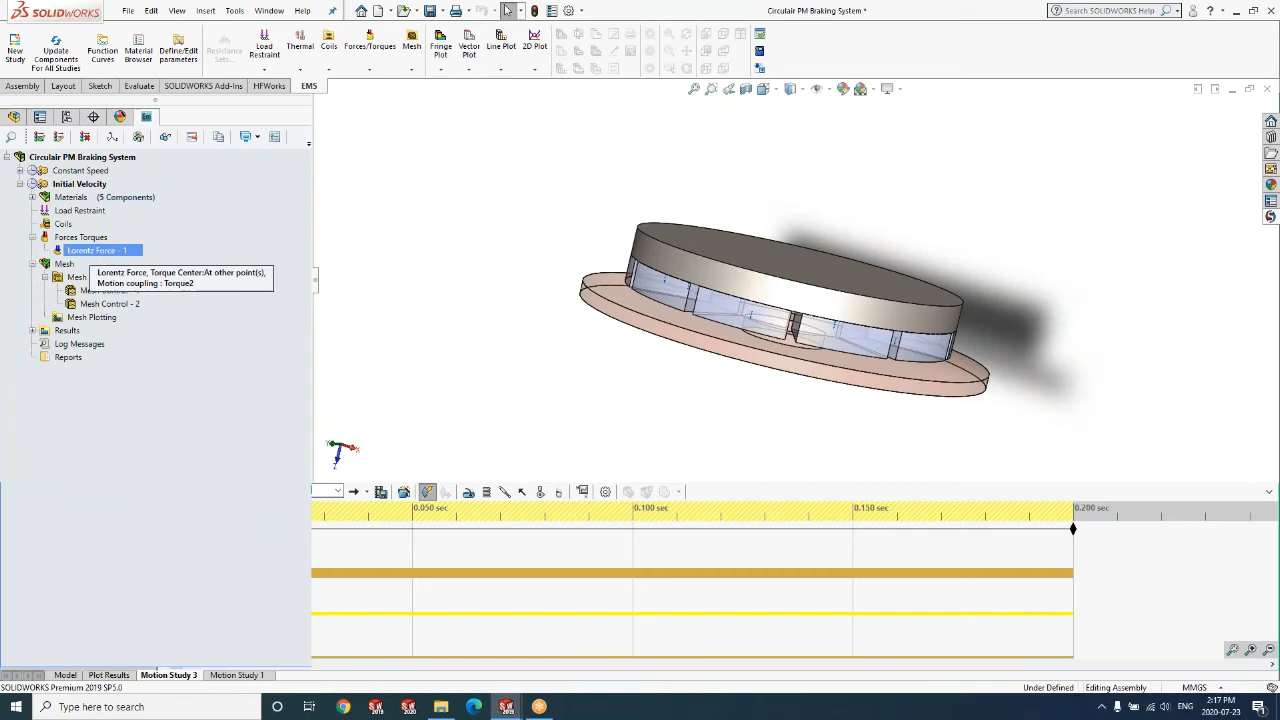 SOLIDWORKS
File Edit View Insert Tools Window Help
Circulair PM Braking System *
Search SOLIDWORKS Help
New Study
Update Components For All Studies
Function Curves
Material Browser
Define/Edit parameters
Resistance Sets...
Load Restraint
Thermal
Coils
Forces/Torques
Mesh
Fringe Plot
Vector Plot
Line Plot
2D Plot
Assembly Layout Sketch Evaluate SOLIDWORKS Add-Ins HFWorks EMS
Circulair PM Braking System
Constant Speed
Initial Velocity
Materials (5 Components)
Load Restraint
Coils
Forces Torques
Lorentz Force - 1
Mesh
Lorentz Force, Torque Center:At other point(s),
Motion coupling : Torque2
Mesh
Mesh Control - 2
Mesh Plotting
Results
Log Messages
Reports
Y X Z
0.050 sec 0.100 sec 0.150 sec 0.200 sec
Model Plot Results Motion Study 3 Motion Study 1
SOLIDWORKS Premium 2019 SP5.0
Under Defined Editing Assembly MMGS
Type here to search
2019 2020 2019
ENG
2:17 PM
2020-07-23